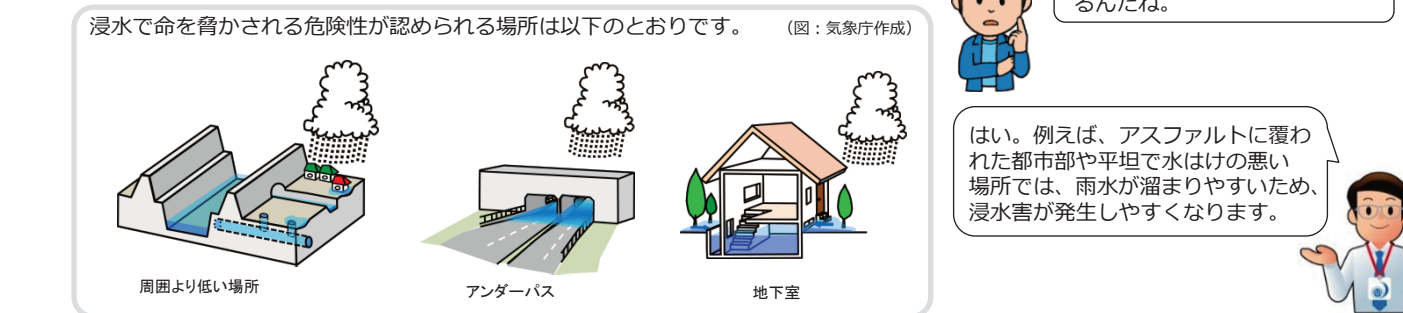 浸水で命を脅かされる危険性が認められる場所は以下のとおりです。 (図:気象庁作成)
周囲より低い場所
アンダーパス
地下室
るんだね。
はい。例えば、アスファルトに覆わ
れた都市部や平坦で水はけの悪い
場所では、雨水が溜まりやすいため、
浸水害が発生しやすくなります。